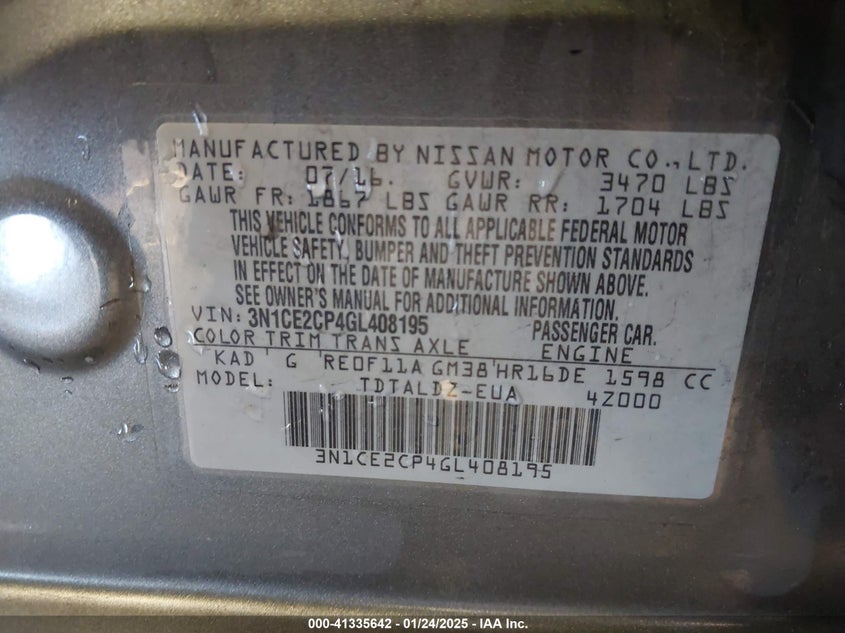 MANUFACTURED BY NISSAN MOTOR CO., LTD.
DATE: 07/16. GVWR: 3470 LBS
GAWR FR: 1867 LBS GAWR RR: 1704 LBS
THIS VEHICLE CONFORMS TO ALL APPLICABLE FEDERAL MOTOR
VEHICLE SAFETY, BUMPER AND THEFT PREVENTION STANDARDS
IN EFFECT ON THE DATE OF MANUFACTURE SHOWN ABOVE.
SEE OWNER'S MANUAL FOR ADDITIONAL INFORMATION.
VIN: 3N1CE2CP4GL408195 PASSENGER CAR.
COLOR TRIM TRANS AXLE ENGINE
KAD G RE0F11A GM38 HR16DE 1598 CC
MODEL: TDTALDZ-EUA 4Z000
3N1CE2CP4GL408195
000-41335642 - 01/24/2025 - IAA Inc.